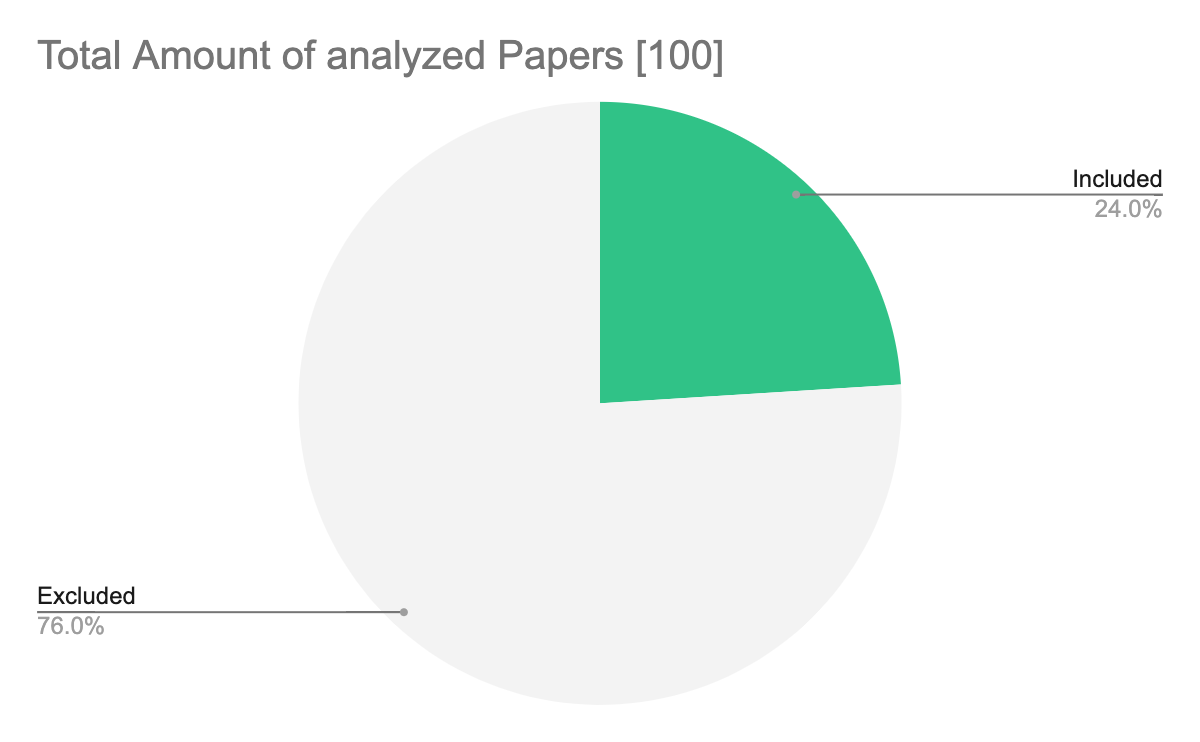 Total Amount of analyzed Papers [100]
Included
24.0%
Excluded
76.0%